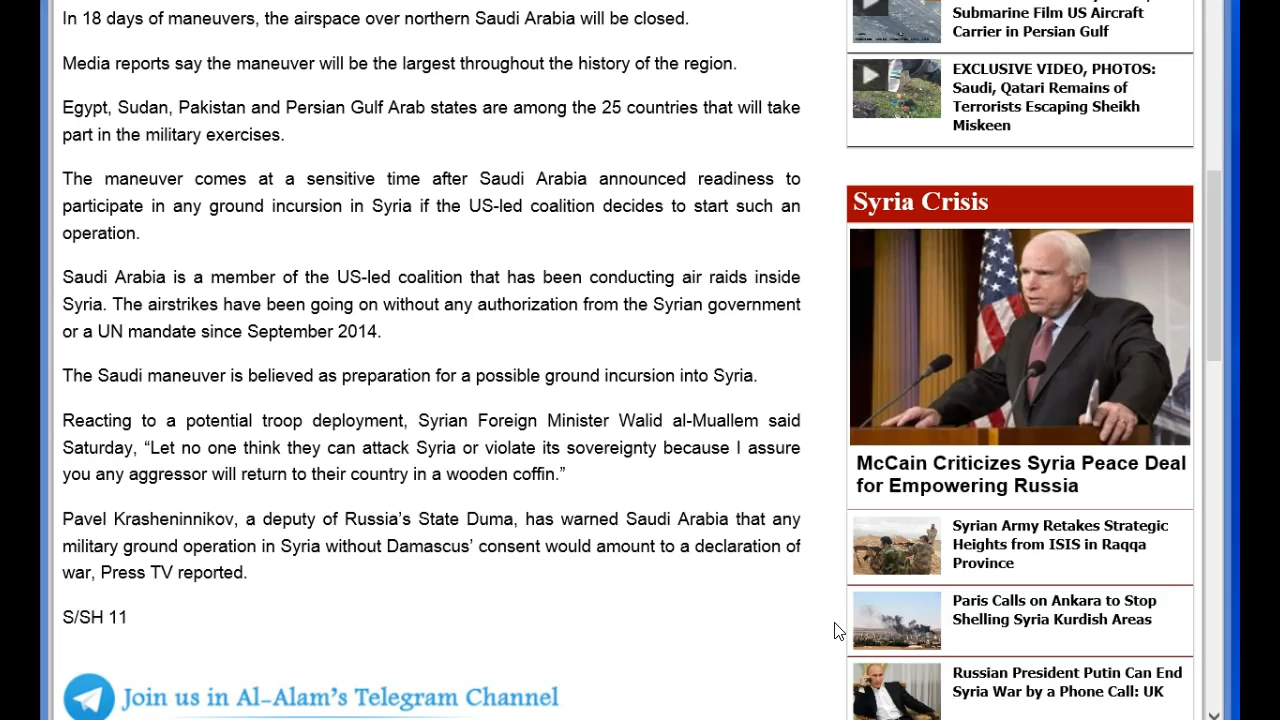 In 18 days of maneuvers, the airspace over northern Saudi Arabia will be closed.
Media reports say the maneuver will be the largest throughout the history of the region.
Egypt, Sudan, Pakistan and Persian Gulf Arab states are among the 25 countries that will take
part in the military exercises.
The maneuver comes at a sensitive time after Saudi Arabia announced readiness to
participate in any ground incursion in Syria if the US-led coalition decides to start such an
operation.
Saudi Arabia is a member of the US-led coalition that has been conducting air raids inside
Syria. The airstrikes have been going on without any authorization from the Syrian government
or a UN mandate since September 2014.
The Saudi maneuver is believed as preparation for a possible ground incursion into Syria.
Reacting to a potential troop deployment, Syrian Foreign Minister Walid al-Muallem said
Saturday, “Let no one think they can attack Syria or violate its sovereignty because I assure
you any aggressor will return to their country in a wooden coffin.”
Pavel Krasheninnikov, a deputy of Russia’s State Duma, has warned Saudi Arabia that any
military ground operation in Syria without Damascus’ consent would amount to a declaration of
war, Press TV reported.
S/SH 11
Join us in Al-Alam’s Telegram Channel
Submarine Film US Aircraft
Carrier in Persian Gulf
EXCLUSIVE VIDEO, PHOTOS:
Saudi, Qatari Remains of
Terrorists Escaping Sheikh
Miskeen
Syria Crisis
McCain Criticizes Syria Peace Deal
for Empowering Russia
Syrian Army Retakes Strategic
Heights from ISIS in Raqqa
Province
Paris Calls on Ankara to Stop
Shelling Syria Kurdish Areas
Russian President Putin Can End
Syria War by a Phone Call: UK